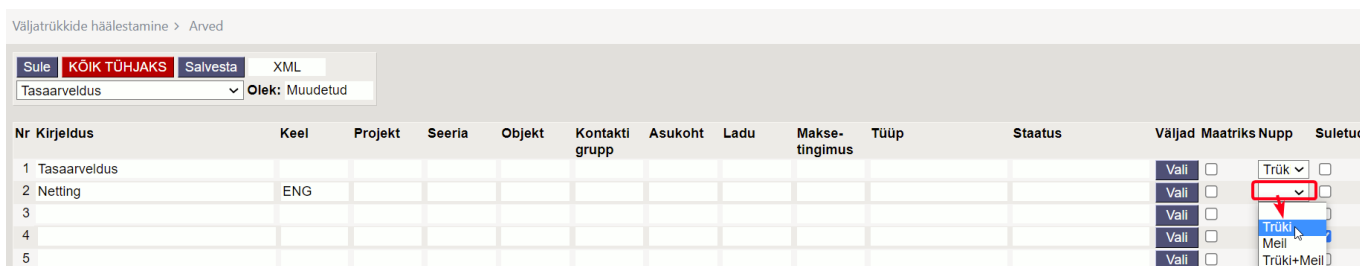 Väljatrükkide häälestamine > Arved
Sule KÕIK TÜHJAKS Salvesta XML
Tasaarveldus Olek: Muudetud
Nr Kirjeldus Keel Projekt Seeria Objekt Kontakti grupp Asukoht Ladu Makse-tingimus Tüüp Staatus Väljad Maatriks Nupp Suletud
1 Tasaarveldus Vali Trük
2 Netting ENG Vali
3 Vali
4 Vali Trüki
Meil
5 Vali Trüki+Meil